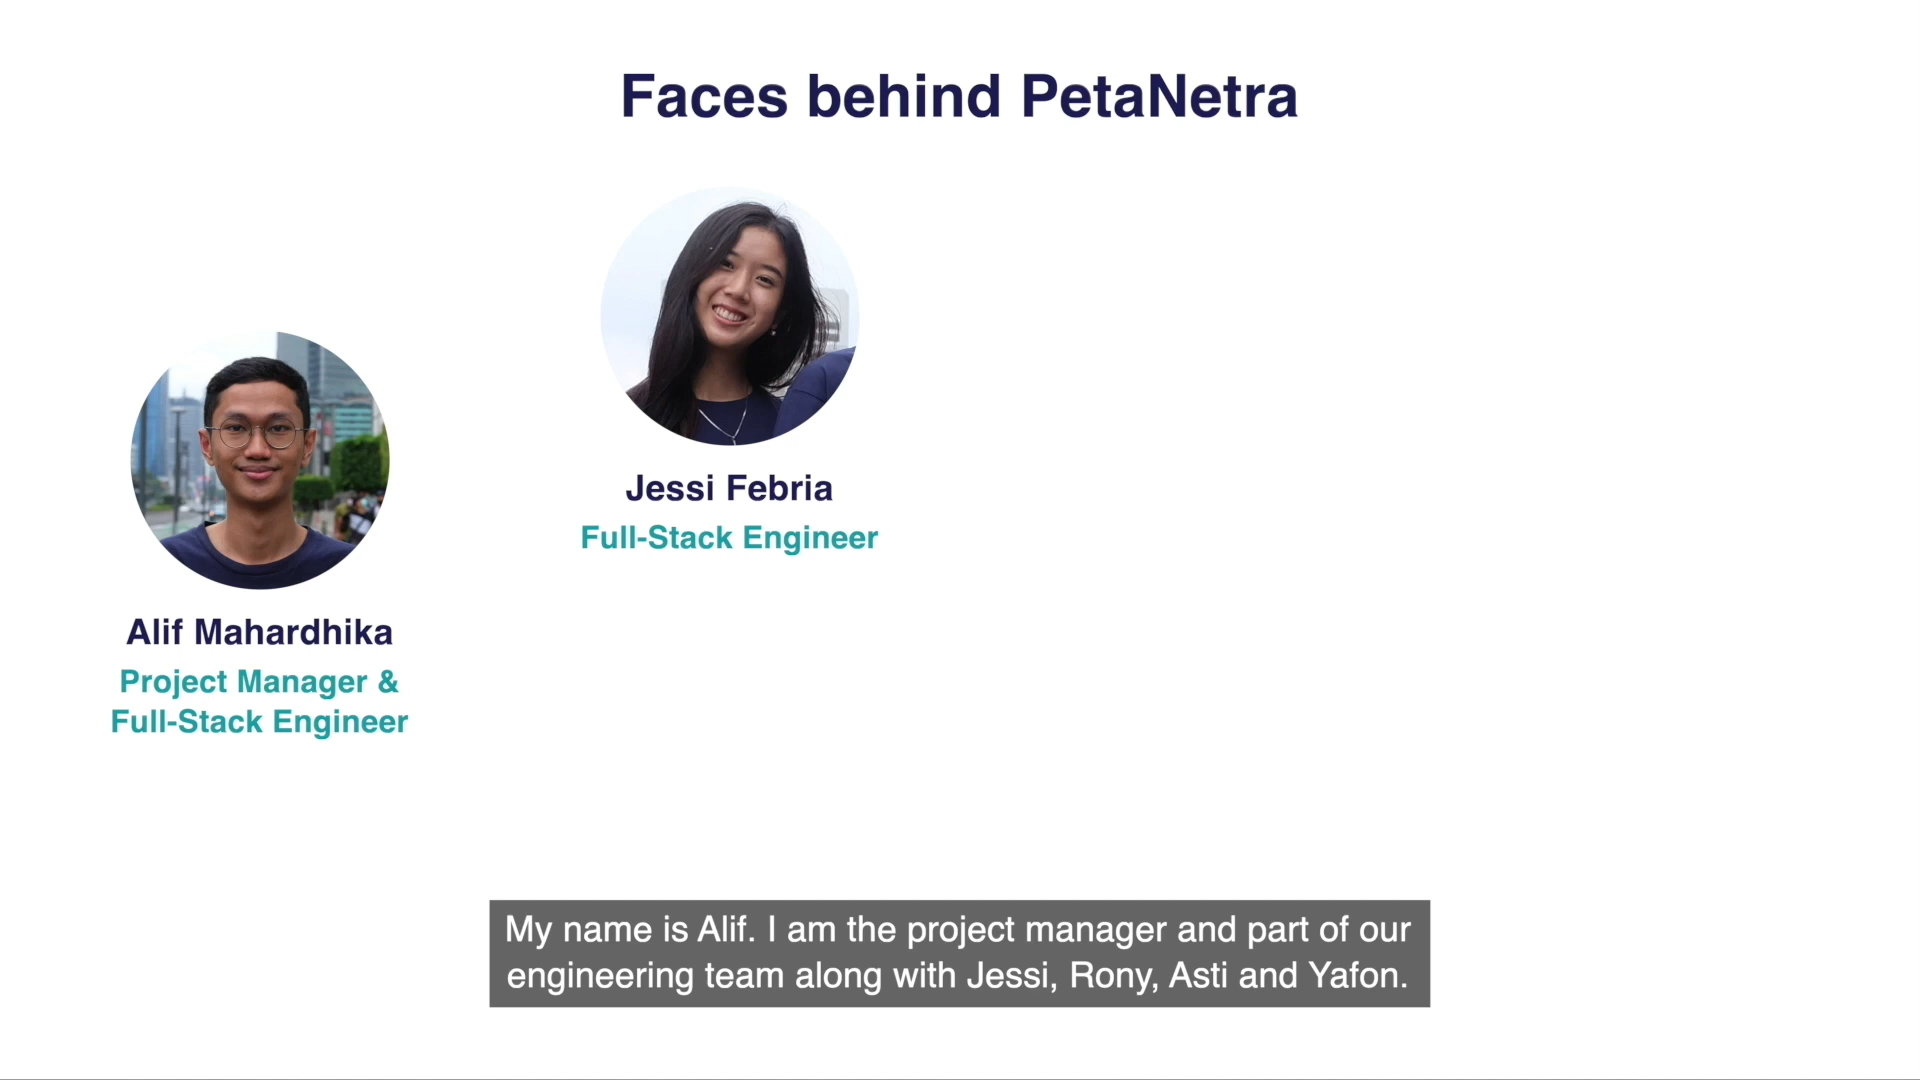 Faces behind PetaNetra
Jessi Febria
Full-Stack Engineer
Alif Mahardhika
Project Manager &
Full-Stack Engineer
My name is Alif. I am the project manager and part of our
engineering team along with Jessi, Rony, Asti and Yafon.